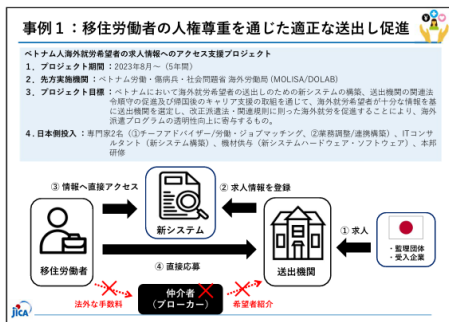 事例1:移住労働者の人権尊重を通じた適正な送出し促進
ベトナム人海外就労希望者の求人情報へのアクセス支援プロジェクト
1.プロジェクト期間:2023年8月~(5年間)
2.先方実施機関:ベトナム労働・傷病兵・社会問題省 海外労働局 (MOLISA/DOLAB)
3.プロジェクト目標:ベトナムにおいて海外就労希望者の送出しのための新システムの構築、送出機関の関連法
令順守の促進及び帰国後のキャリア支援の取組を通じて、海外就労希望者が十分な情報を基
に送出機関を選定し、改正派遣法・関連規則に則った海外就労を促進することにより、海外
派遣プログラムの透明性向上に寄与するもの。
4.日本側投入:専門家2名(①チーフアドバイザー/労働・ジョブマッチング、②業務調整/連携構築)、ITコン
サルタント(新システム構築)、機材供与(新システムハードウェア・ソフトウェア)、本邦
研修
③ 情報へ直接アクセス
② 求人情報を登録
新システム
① 求人
移住労働者
④ 直接応募
送出機関
・監理団体
・受入企業
法外な手数料
仲介者
(ブローカー)
希望者紹介
JICA